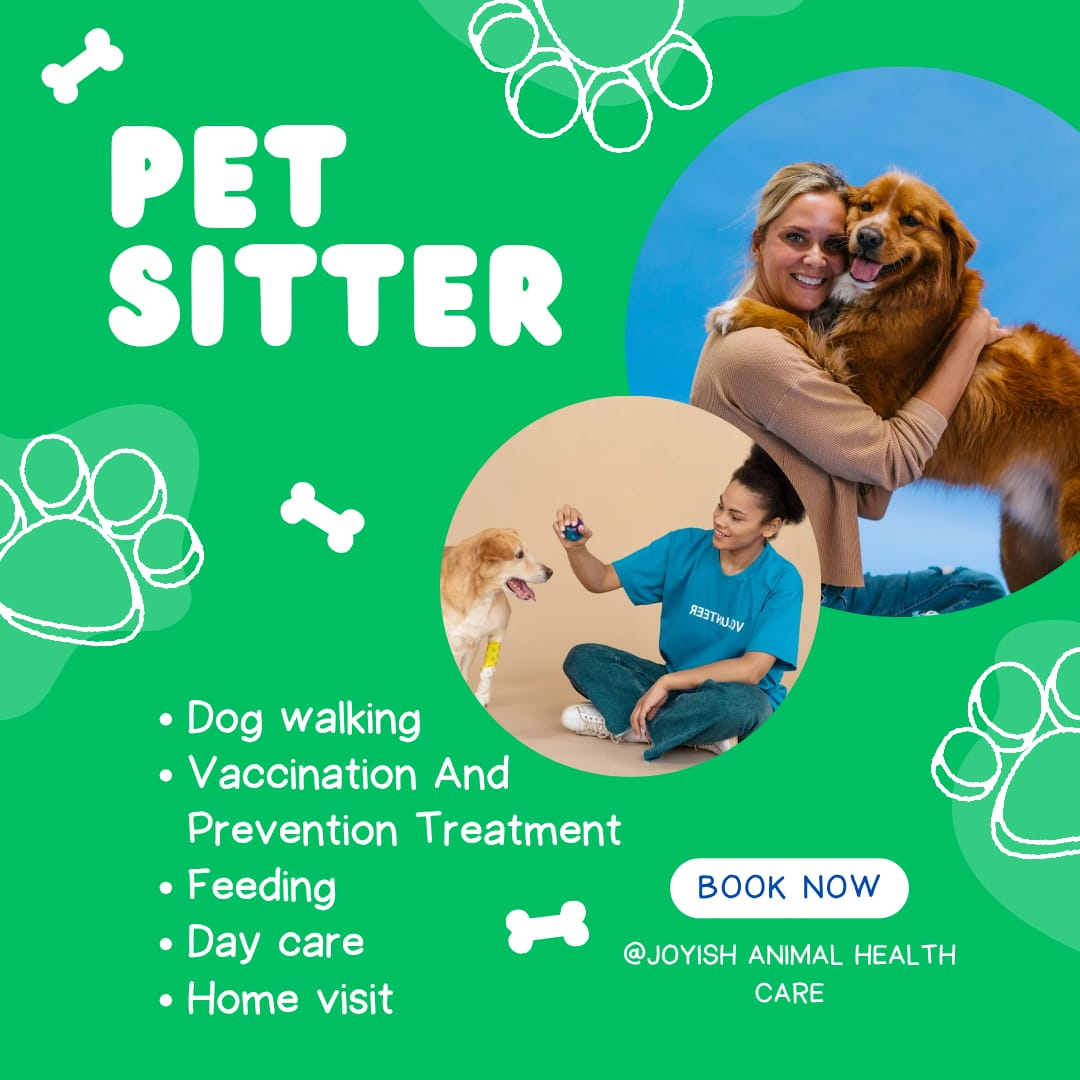 PET
SITTER
VOLUNTEER
• Dog walking
• Vaccination And
Prevention Treatment
• Feeding
• Day care
• Home visit
BOOK NOW
@JOYISH ANIMAL HEALTH
CARE